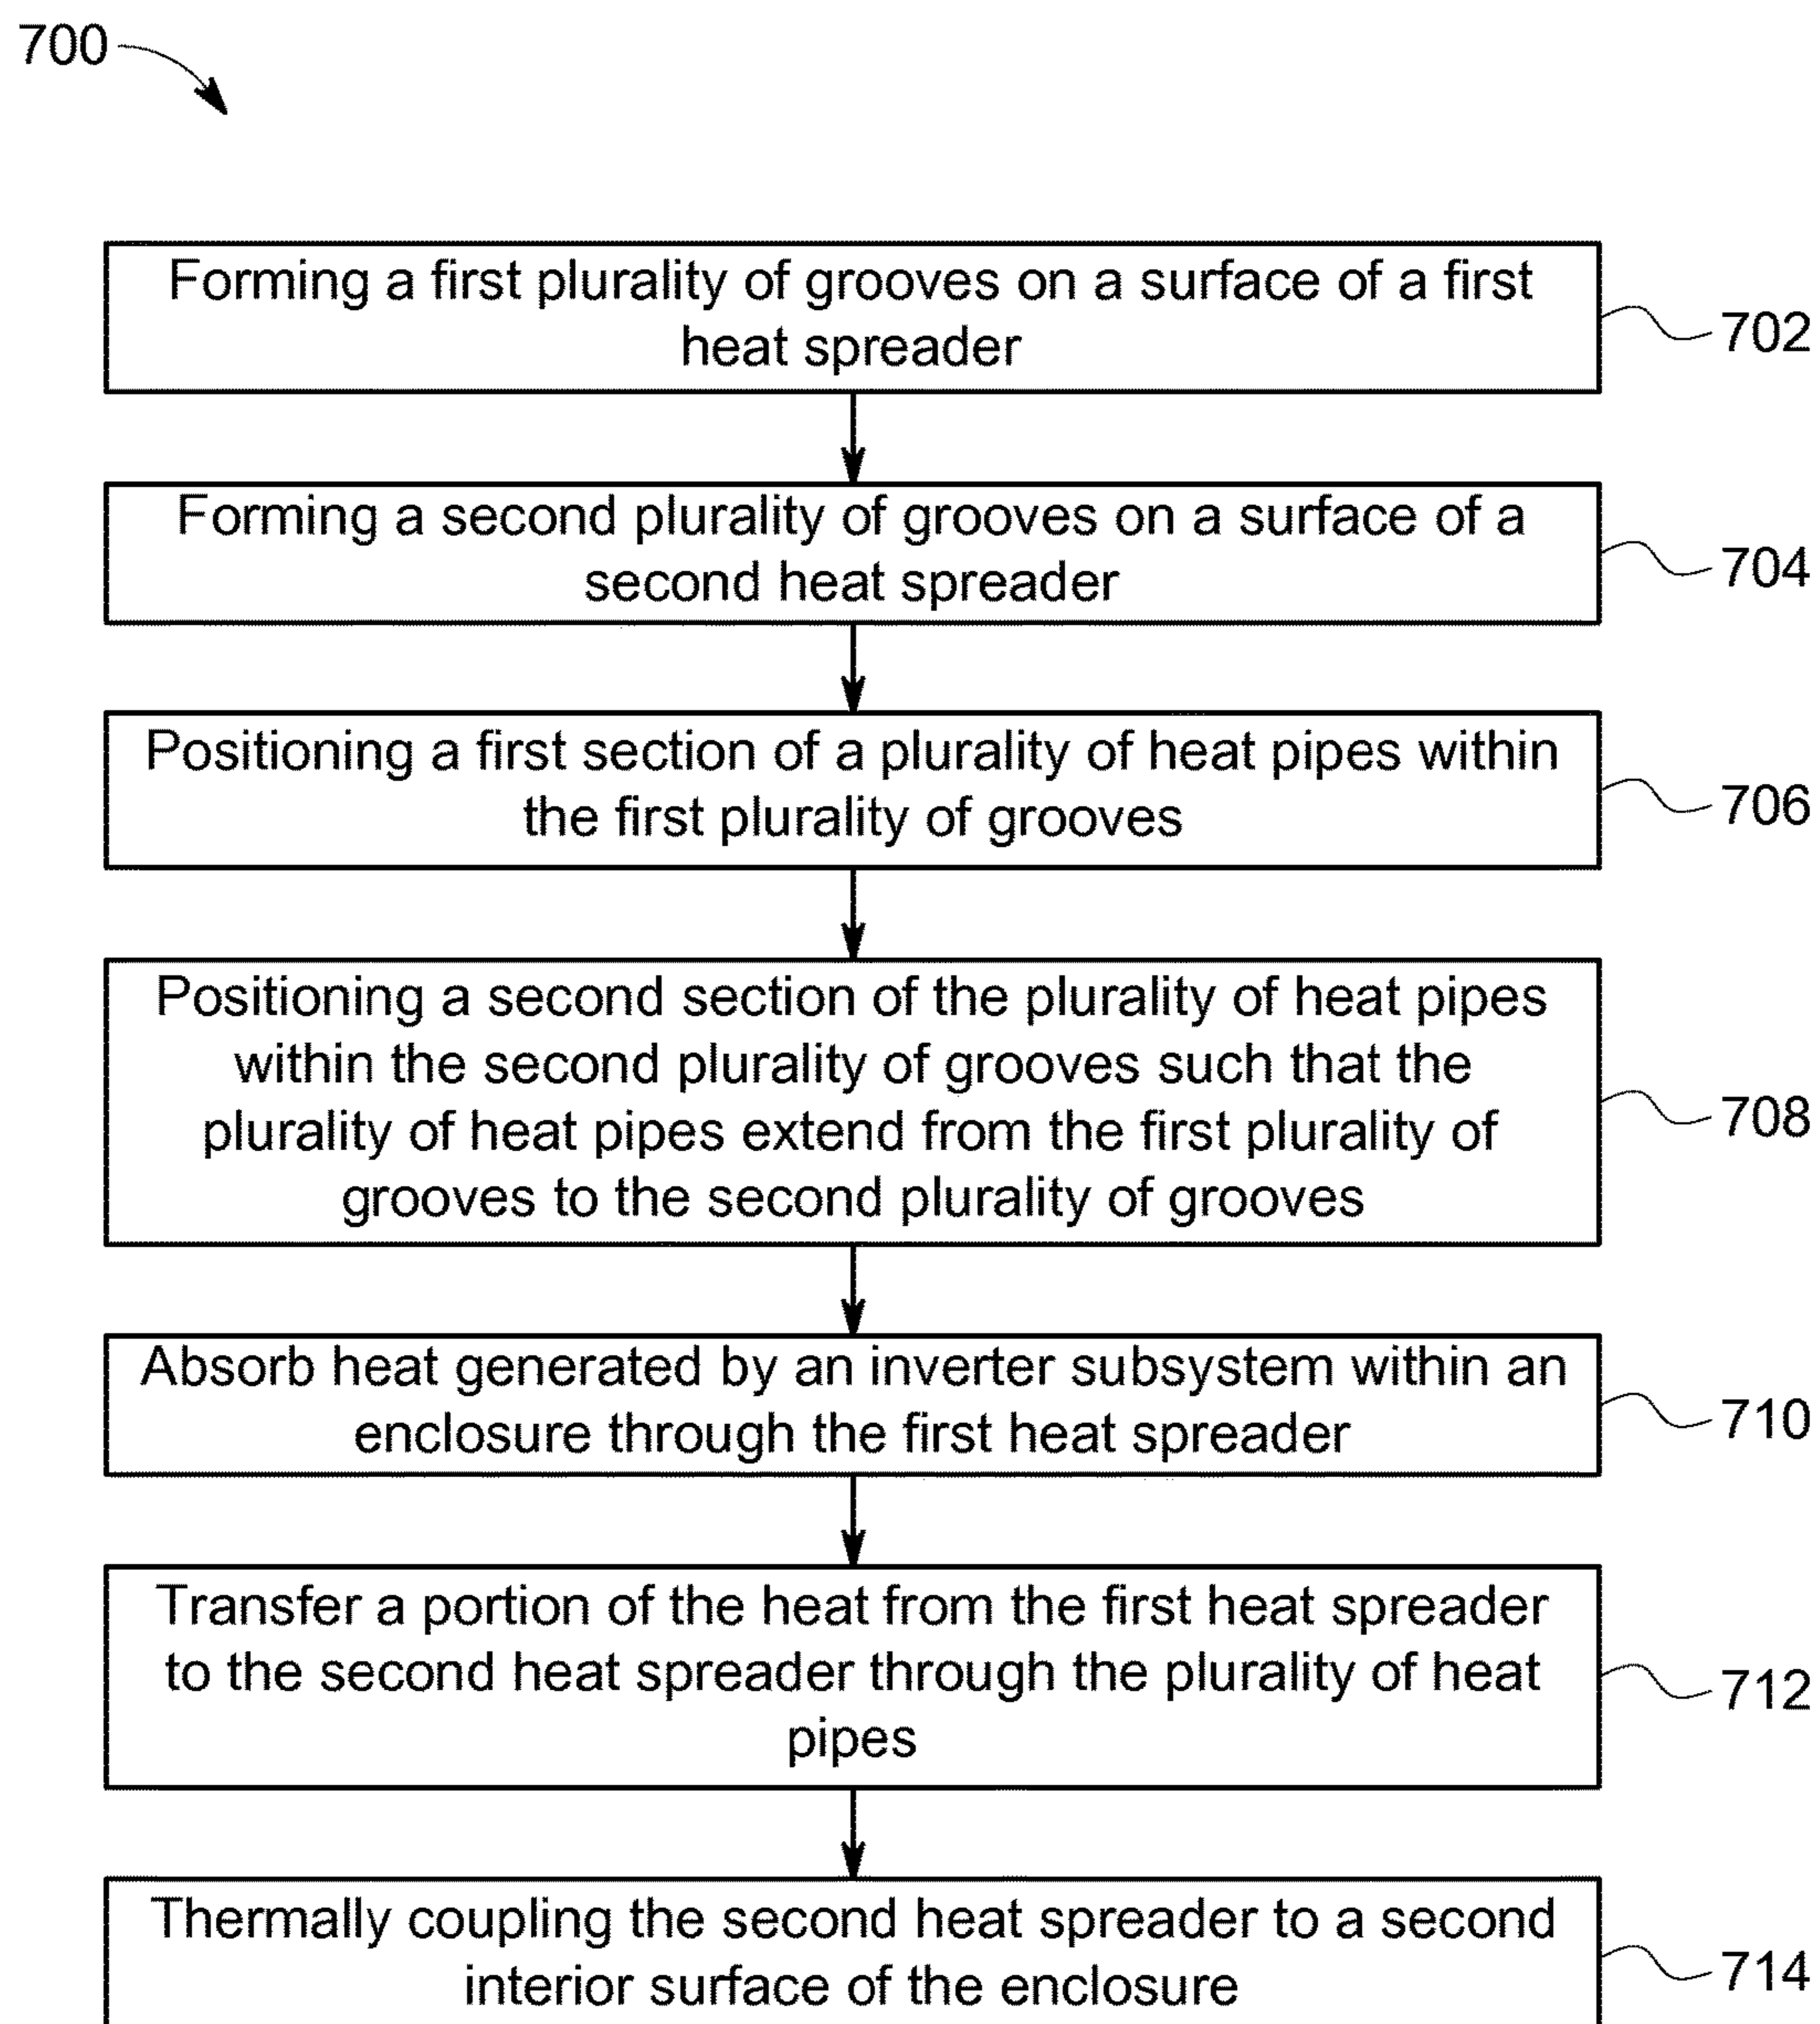 700
Forming a first plurality of grooves on a surface of a first
heat spreader
702
Forming a second plurality of grooves on a surface of a
second heat spreader
704
Positioning a first section of a plurality of heat pipes within
the first plurality of grooves
706
Positioning a second section of the plurality of heat pipes
within the second plurality of grooves such that the
plurality of heat pipes extend from the first plurality of
grooves to the second plurality of grooves
708
Absorb heat generated by an inverter subsystem within an
enclosure through the first heat spreader
710
Transfer a portion of the heat from the first heat spreader
to the second heat spreader through the plurality of heat
pipes
712
Thermally coupling the second heat spreader to a second
interior surface of the enclosure
714